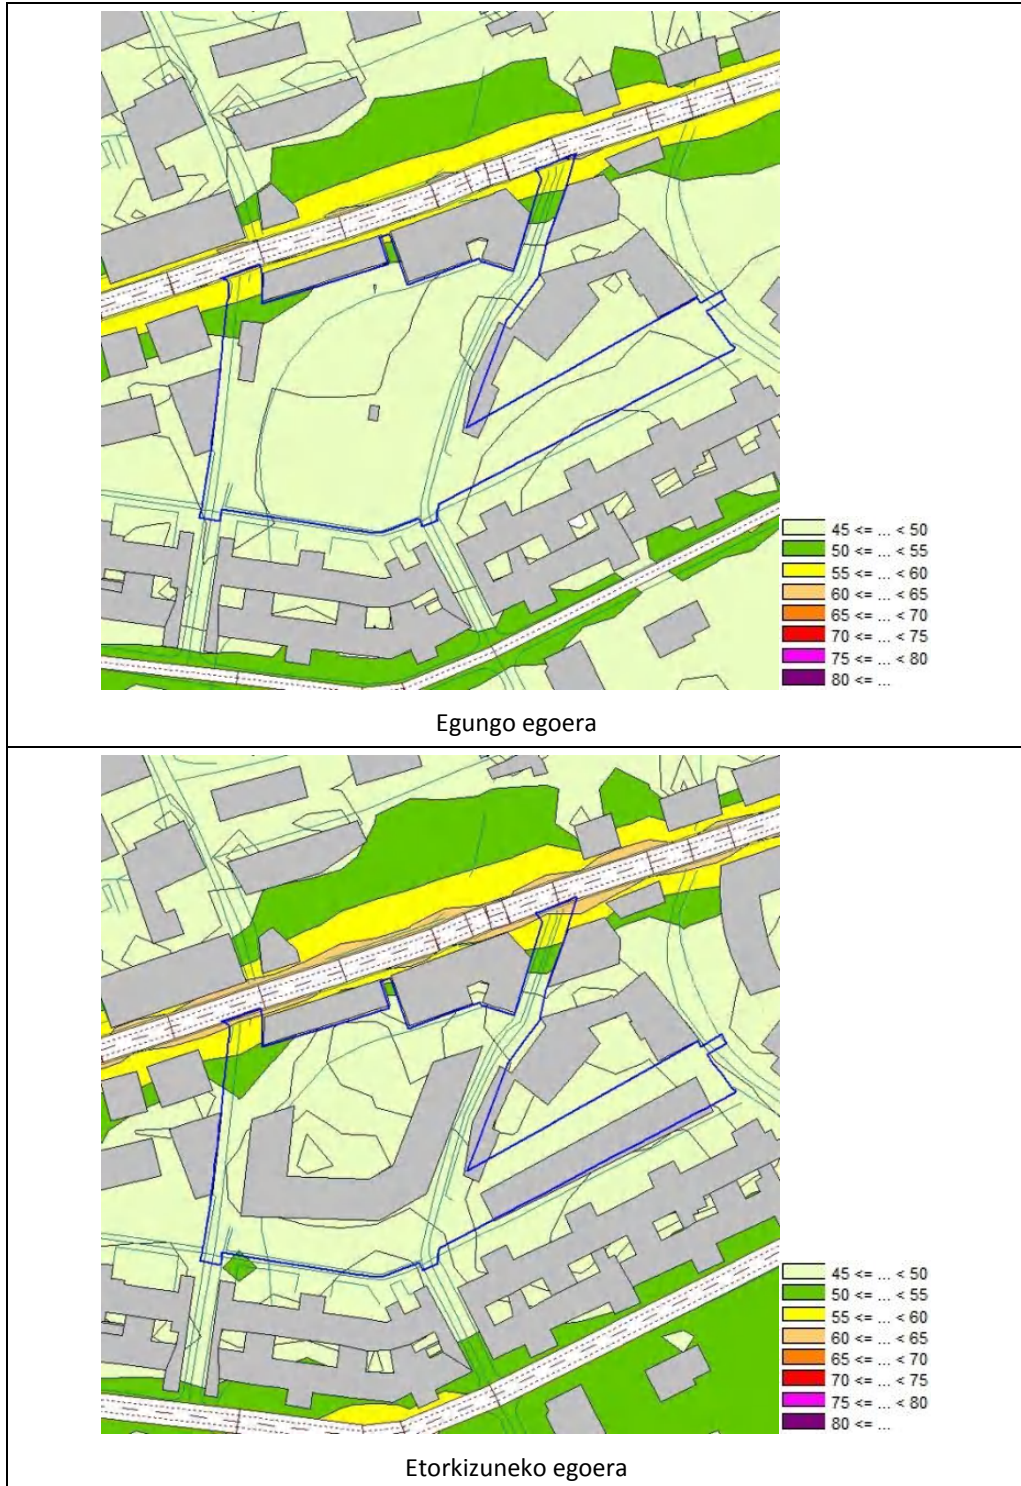 45 <= ... < 50
50 <= ... < 55
55 <= ... < 60
60 <= ... < 65
65 <= ... < 70
70 <= ... < 75
75 <= ... < 80
80 <= ...
Egungo egoera
45 <= ... < 50
50 <= ... < 55
55 <= ... < 60
60 <= ... < 65
65 <= ... < 70
70 <= ... < 75
75 <= ... < 80
80 <= ...
Etorkizuneko egoera